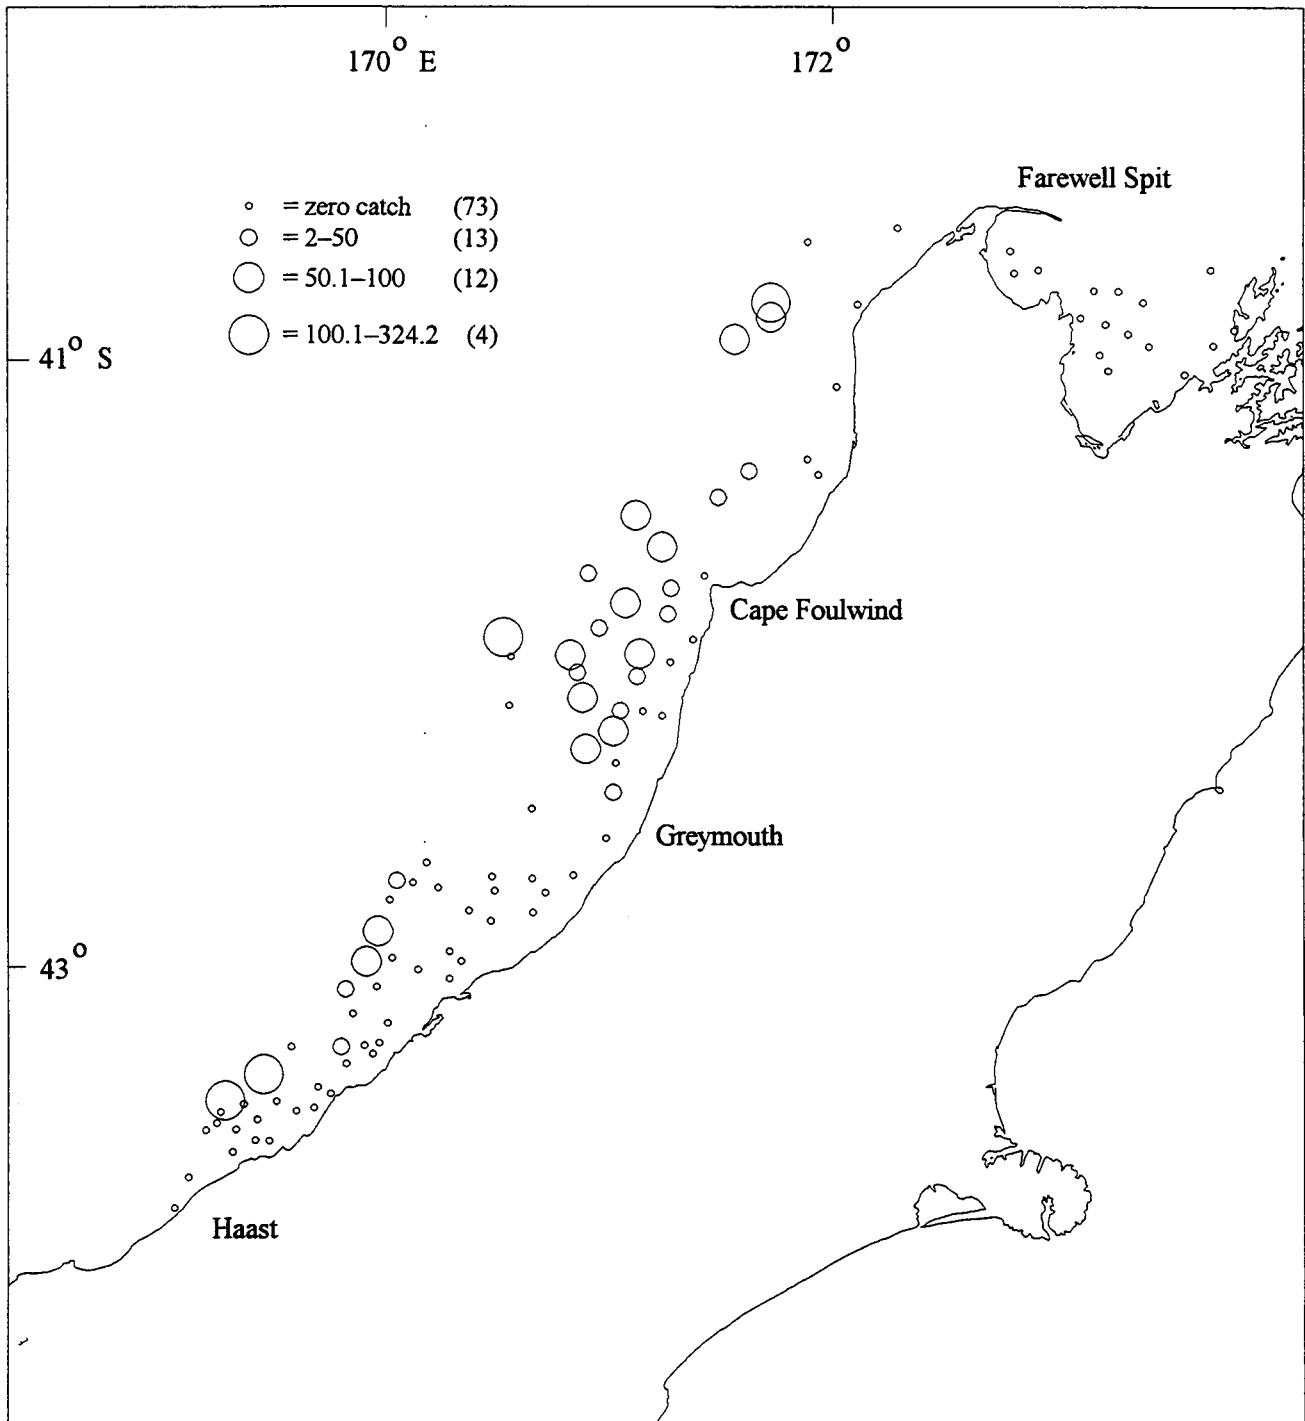 170° E 172°
Farewell Spit
= zero catch (73)
= 2–50 (13)
= 50.1–100 (12)
= 100.1–324.2 (4)
41° S
Cape Foulwind
Greymouth
43°
Haast